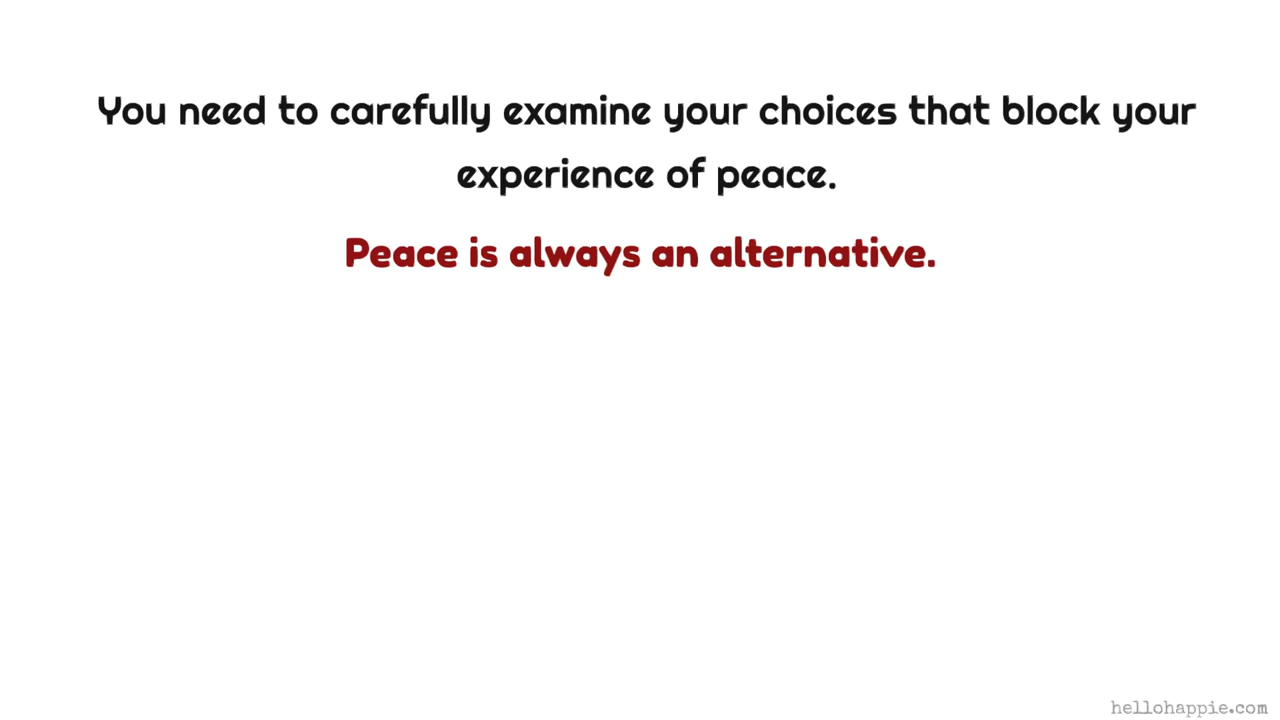 You need to carefully examine your choices that block your
experience of peace.
Peace is always an alternative.
hellohappie.com